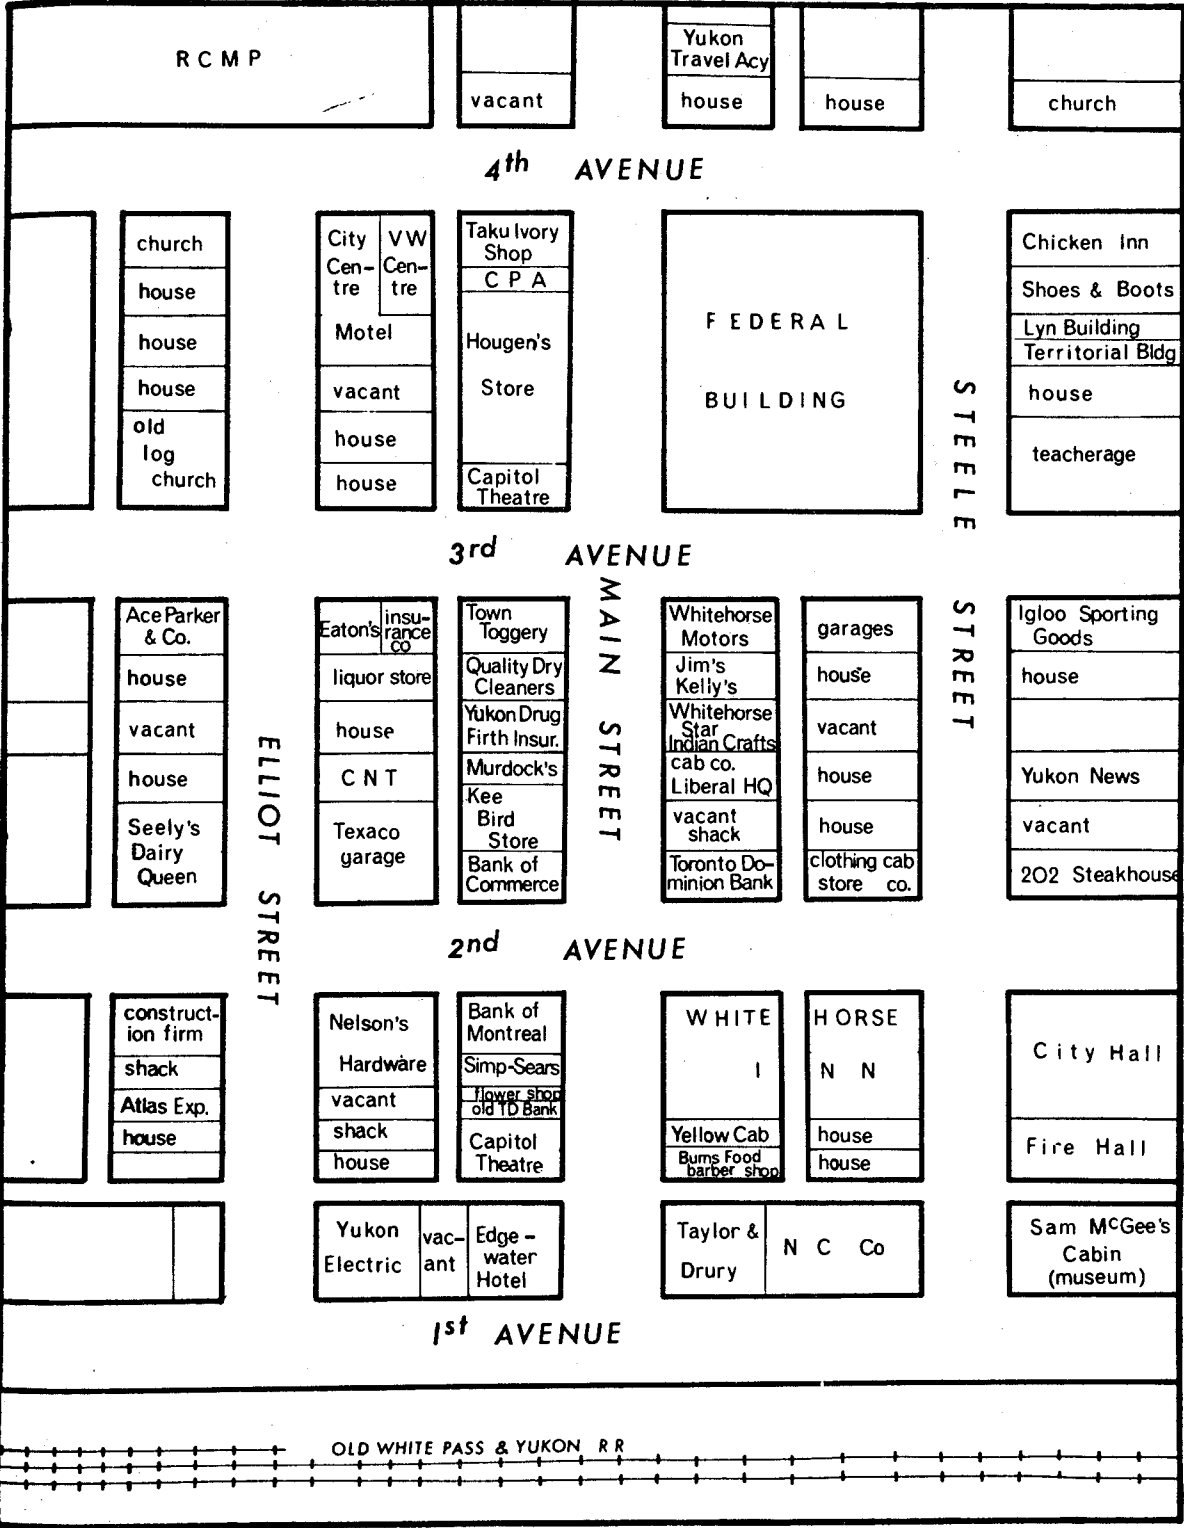 RCMP
vacant
Yukon
Travel Acy
house
house
church
4th AVENUE
church
house
house
house
old
log
church
City
Cen-
tre
Motel
VW
Cen-
tre
vacant
house
house
Taku Ivory
Shop
CPA
Hougen's
Store
Capitol
Theatre
FEDERAL
BUILDING
STEELE STREET
Chicken Inn
Shoes & Boots
Lyn Building
Territorial Bldg
house
teacherage
3rd AVENUE
Ace Parker
& Co.
house
vacant
house
Seely's
Dairy
Queen
ELLIOT STREET
Eaton's
insu-
rance
co
liquor store
house
CNT
Texaco
garage
Town
Toggery
Quality Dry
Cleaners
Yukon Drug
Firth Insur.
Murdock's
Kee
Bird
Store
Bank of
Commerce
MAIN STREET
Whitehorse
Motors
Jim's
Kelly's
Whitehorse
Star
Indian Crafts
cab co.
Liberal HQ
vacant
shack
Toronto Do-
minion Bank
garages
house
vacant
house
house
clothing cab
store co.
Igloo Sporting
Goods
house
Yukon News
vacant
202 Steakhouse
2nd AVENUE
construct-
ion firm
shack
Atlas Exp.
house
Nelson's
Hardware
vacant
shack
house
Bank of
Montreal
Simp-Sears
flower shop
old TD Bank
Capitol
Theatre
WHITE HORSE
INN
Yellow Cab
Burns Food
barber shop
house
house
City Hall
Fire Hall
Yukon
Electric
vac-
ant
Edge-
water
Hotel
Taylor &
Drury
NC Co
Sam McGee's
Cabin
(museum)
1st AVENUE
OLD WHITE PASS & YUKON RR